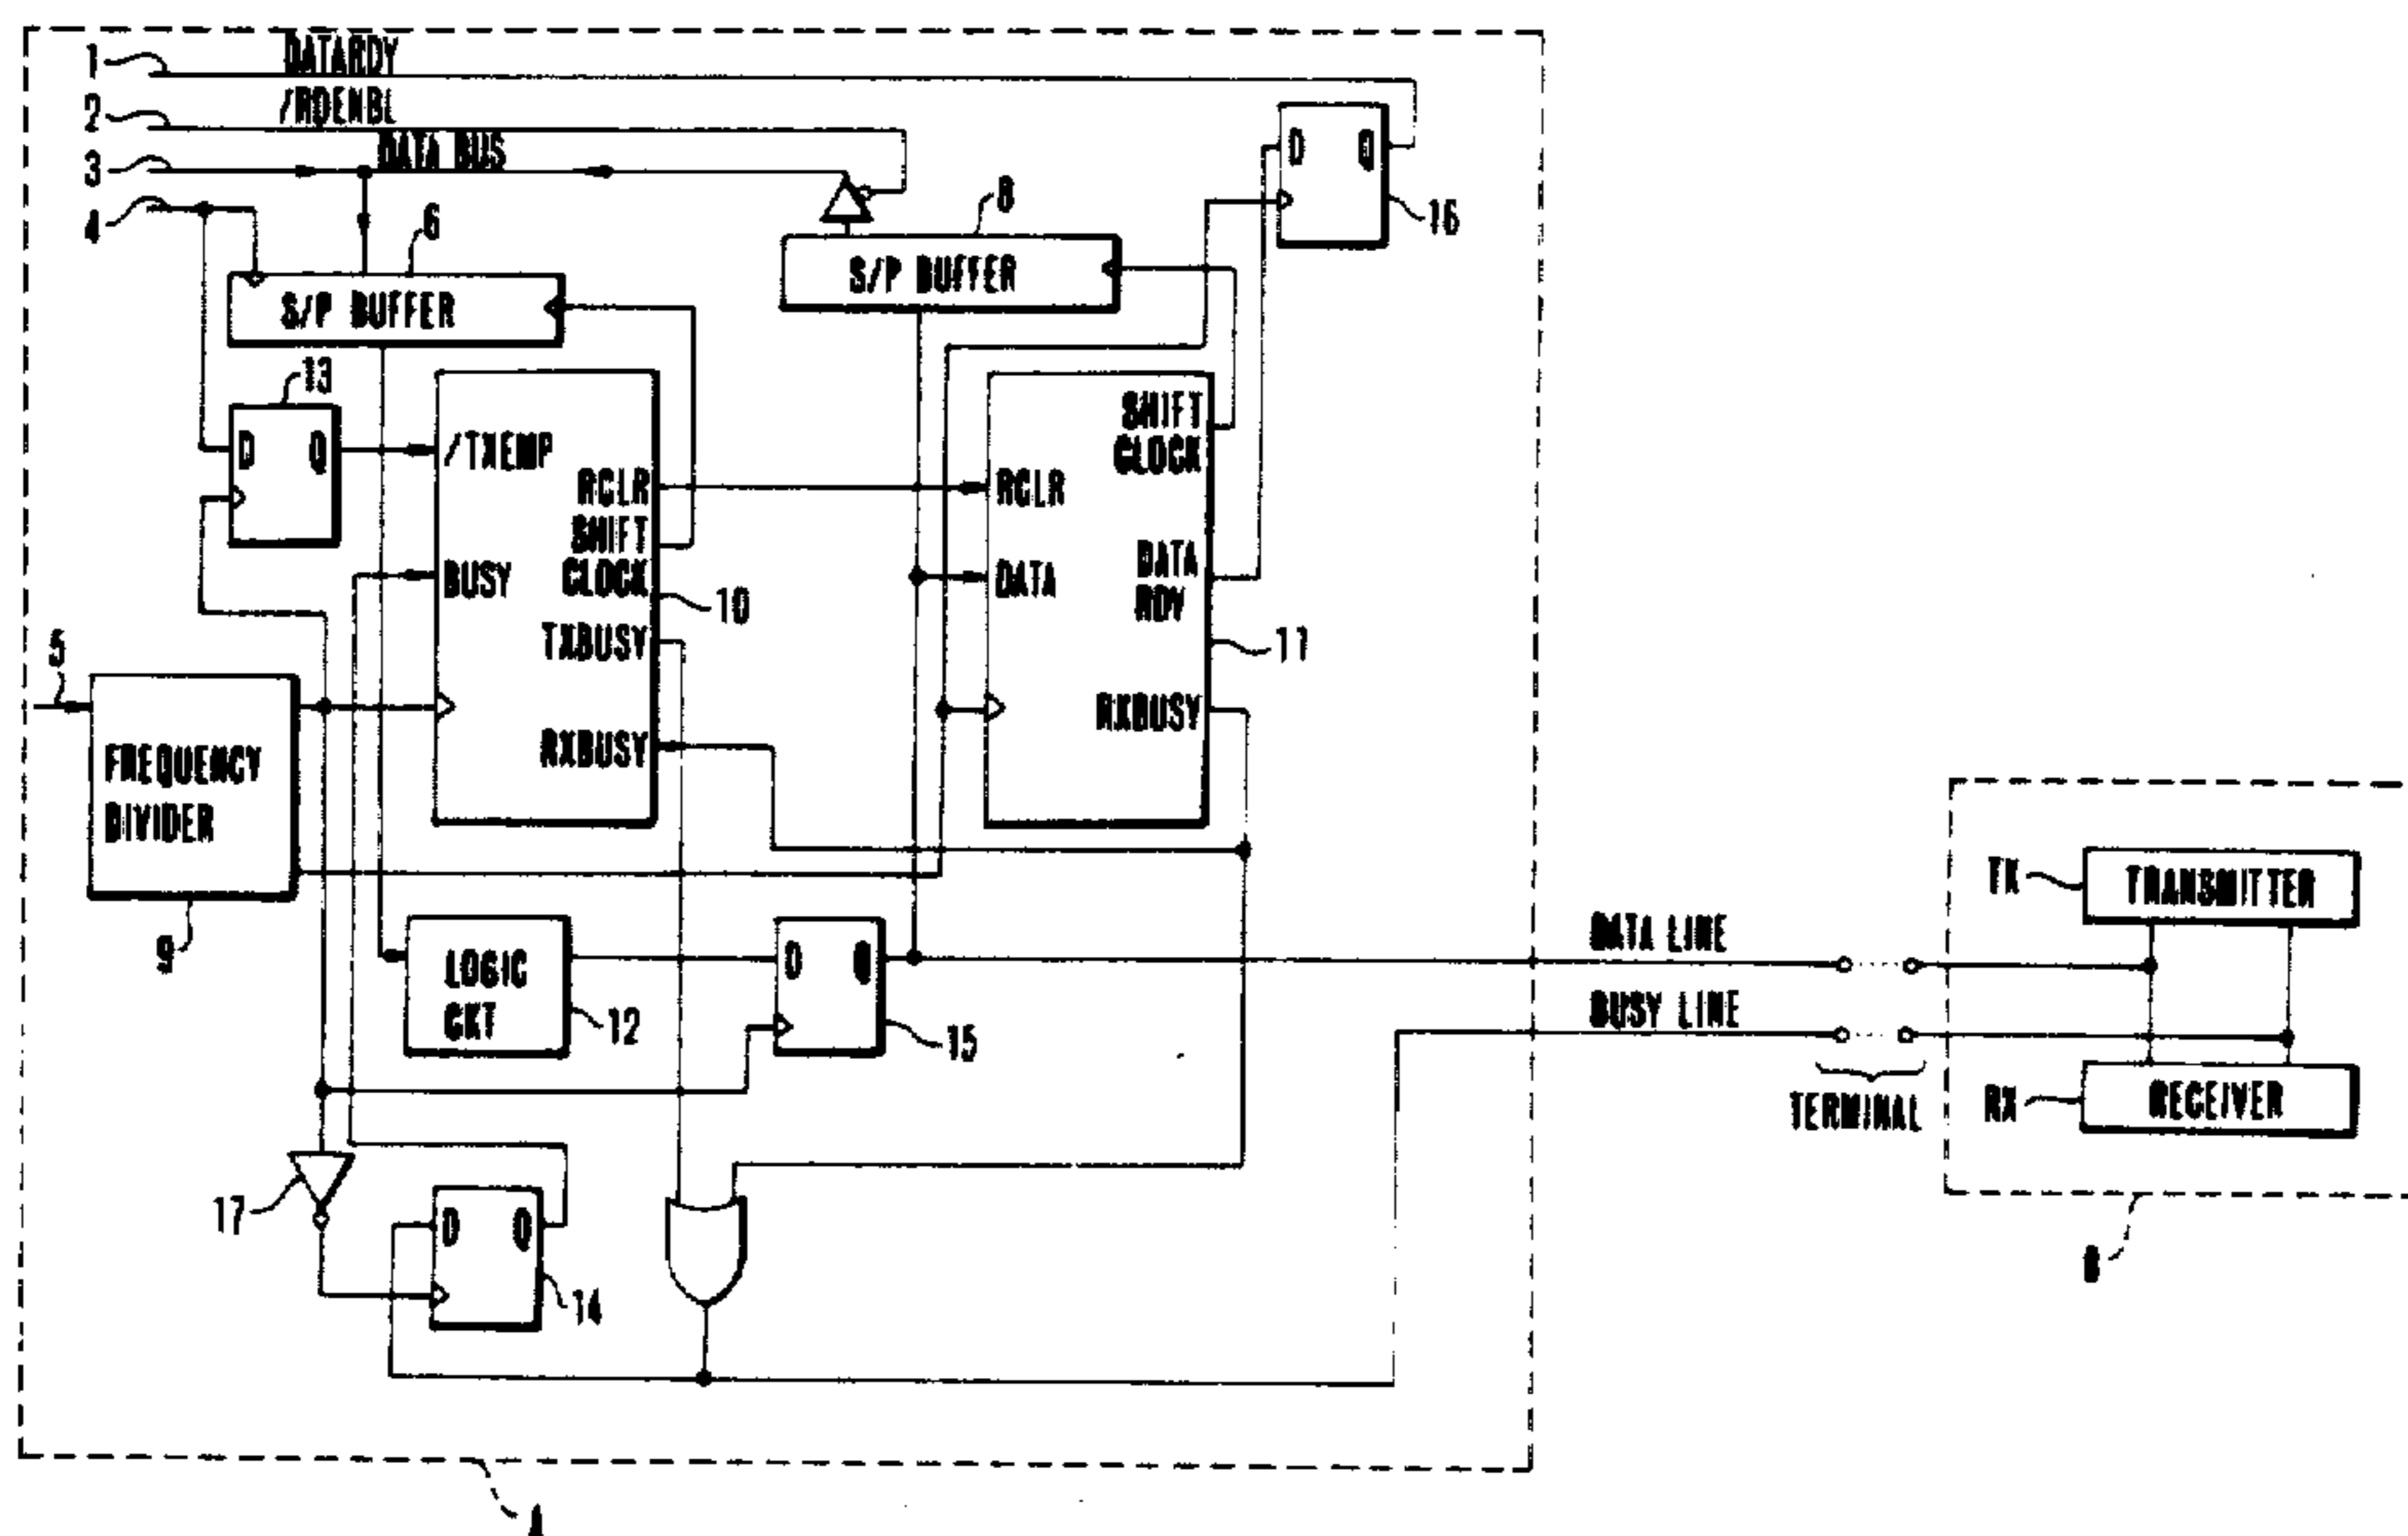 1
DATARDY
2
/RDENBL
3
DATA BUS
4
6
S/P BUFFER
8
S/P BUFFER
D Q
16
13
D Q
/TXEMP
BUSY
RCLR
SHIFT
CLOCK
TXBUSY
RXBUSY
10
SHIFT
CLOCK
RCLR
DATA
DATA
RDY
RXBUSY
11
5
FREQUENCY
DIVIDER
9
LOGIC
CKT
12
D Q
15
17
D Q
14
DATA LINE
BUSY LINE
TERMINAL
TX
TRANSMITTER
RX
RECEIVER
A